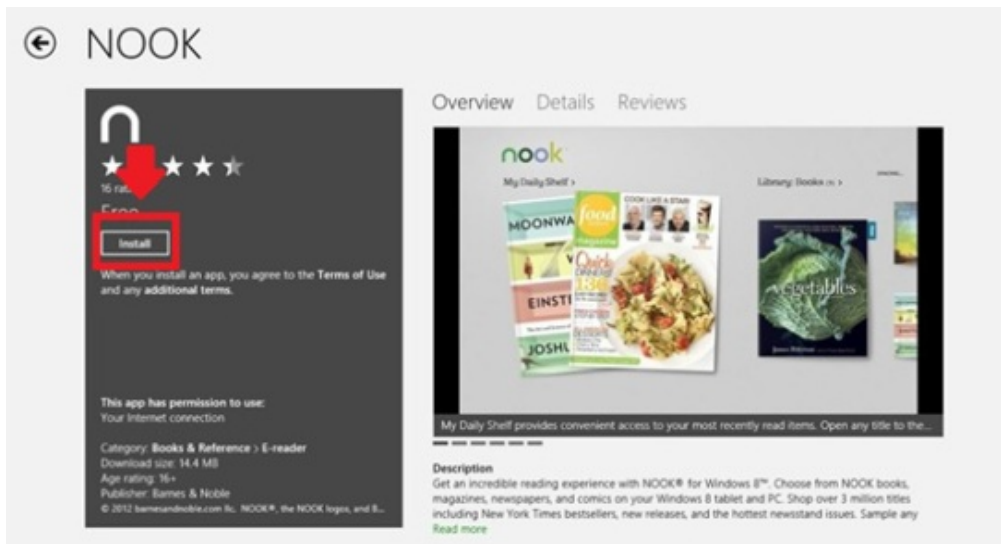 NOOK
n
16 rat
Free
Install
When you install an app, you agree to the Terms of Use
and any additional terms.
This app has permission to use:
Your Internet connection
Category: Books & Reference > E-reader
Download size: 14.4 MB
Age rating: 16+
Publisher: Barnes & Noble
© 2012 barnesandnoble.com llc. NOOK®, the NOOK logos, and B...
Overview Details Reviews
nook
My Daily Shelf >
Library: Books
MOONWA
EINSTE
JOSHU
COOK LIKE A STAR!
food
magazine
Quick
DINNERS!
130
vegetables
My Daily Shelf provides convenient access to your most recently read items. Open any title to the...
Description
Get an incredible reading experience with NOOK® for Windows 8™. Choose from NOOK books,
magazines, newspapers, and comics on your Windows 8 tablet and PC. Shop over 3 million titles
including New York Times bestsellers, new releases, and the hottest newsstand issues. Sample any
Read more